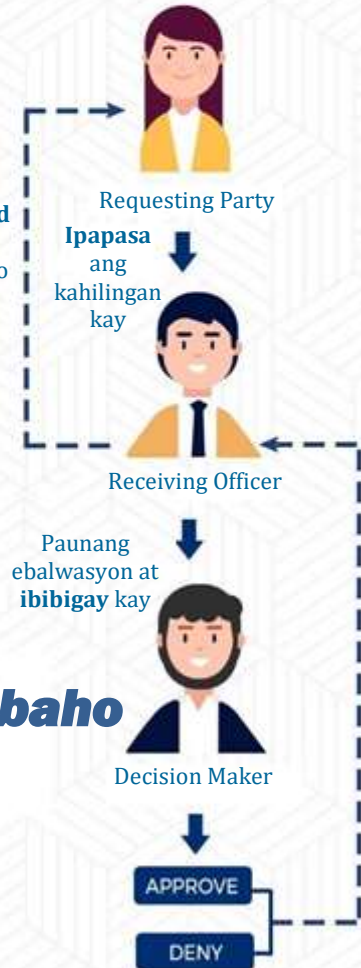 Requesting Party
d
o
Ipapasa
ang
kahilingan
kay
Receiving Officer
Paunang
ebalwasyon at
ibibigay kay
baho
Decision Maker
APPROVE
DENY